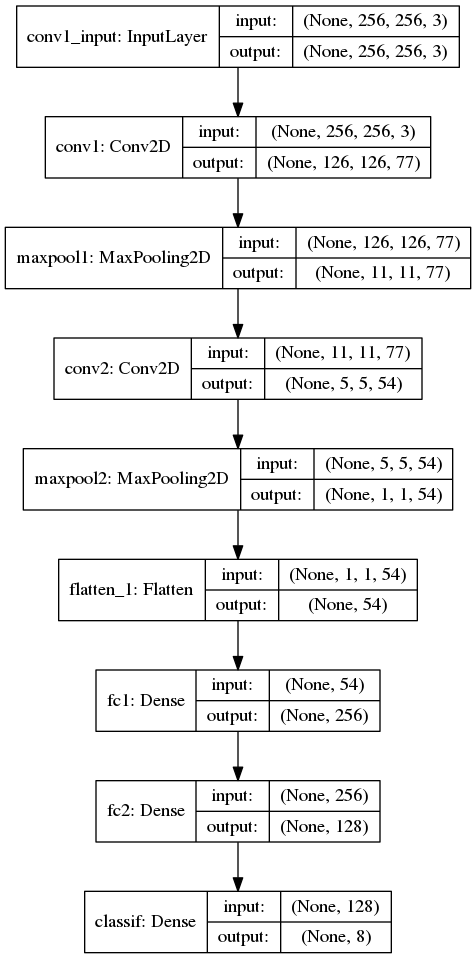 conv1_input: InputLayer input: (None, 256, 256, 3)
output: (None, 256, 256, 3)
conv1: Conv2D input: (None, 256, 256, 3)
output: (None, 126, 126, 77)
maxpool1: MaxPooling2D input: (None, 126, 126, 77)
output: (None, 11, 11, 77)
conv2: Conv2D input: (None, 11, 11, 77)
output: (None, 5, 5, 54)
maxpool2: MaxPooling2D input: (None, 5, 5, 54)
output: (None, 1, 1, 54)
flatten_1: Flatten input: (None, 1, 1, 54)
output: (None, 54)
fc1: Dense input: (None, 54)
output: (None, 256)
fc2: Dense input: (None, 256)
output: (None, 128)
classif: Dense input: (None, 128)
output: (None, 8)